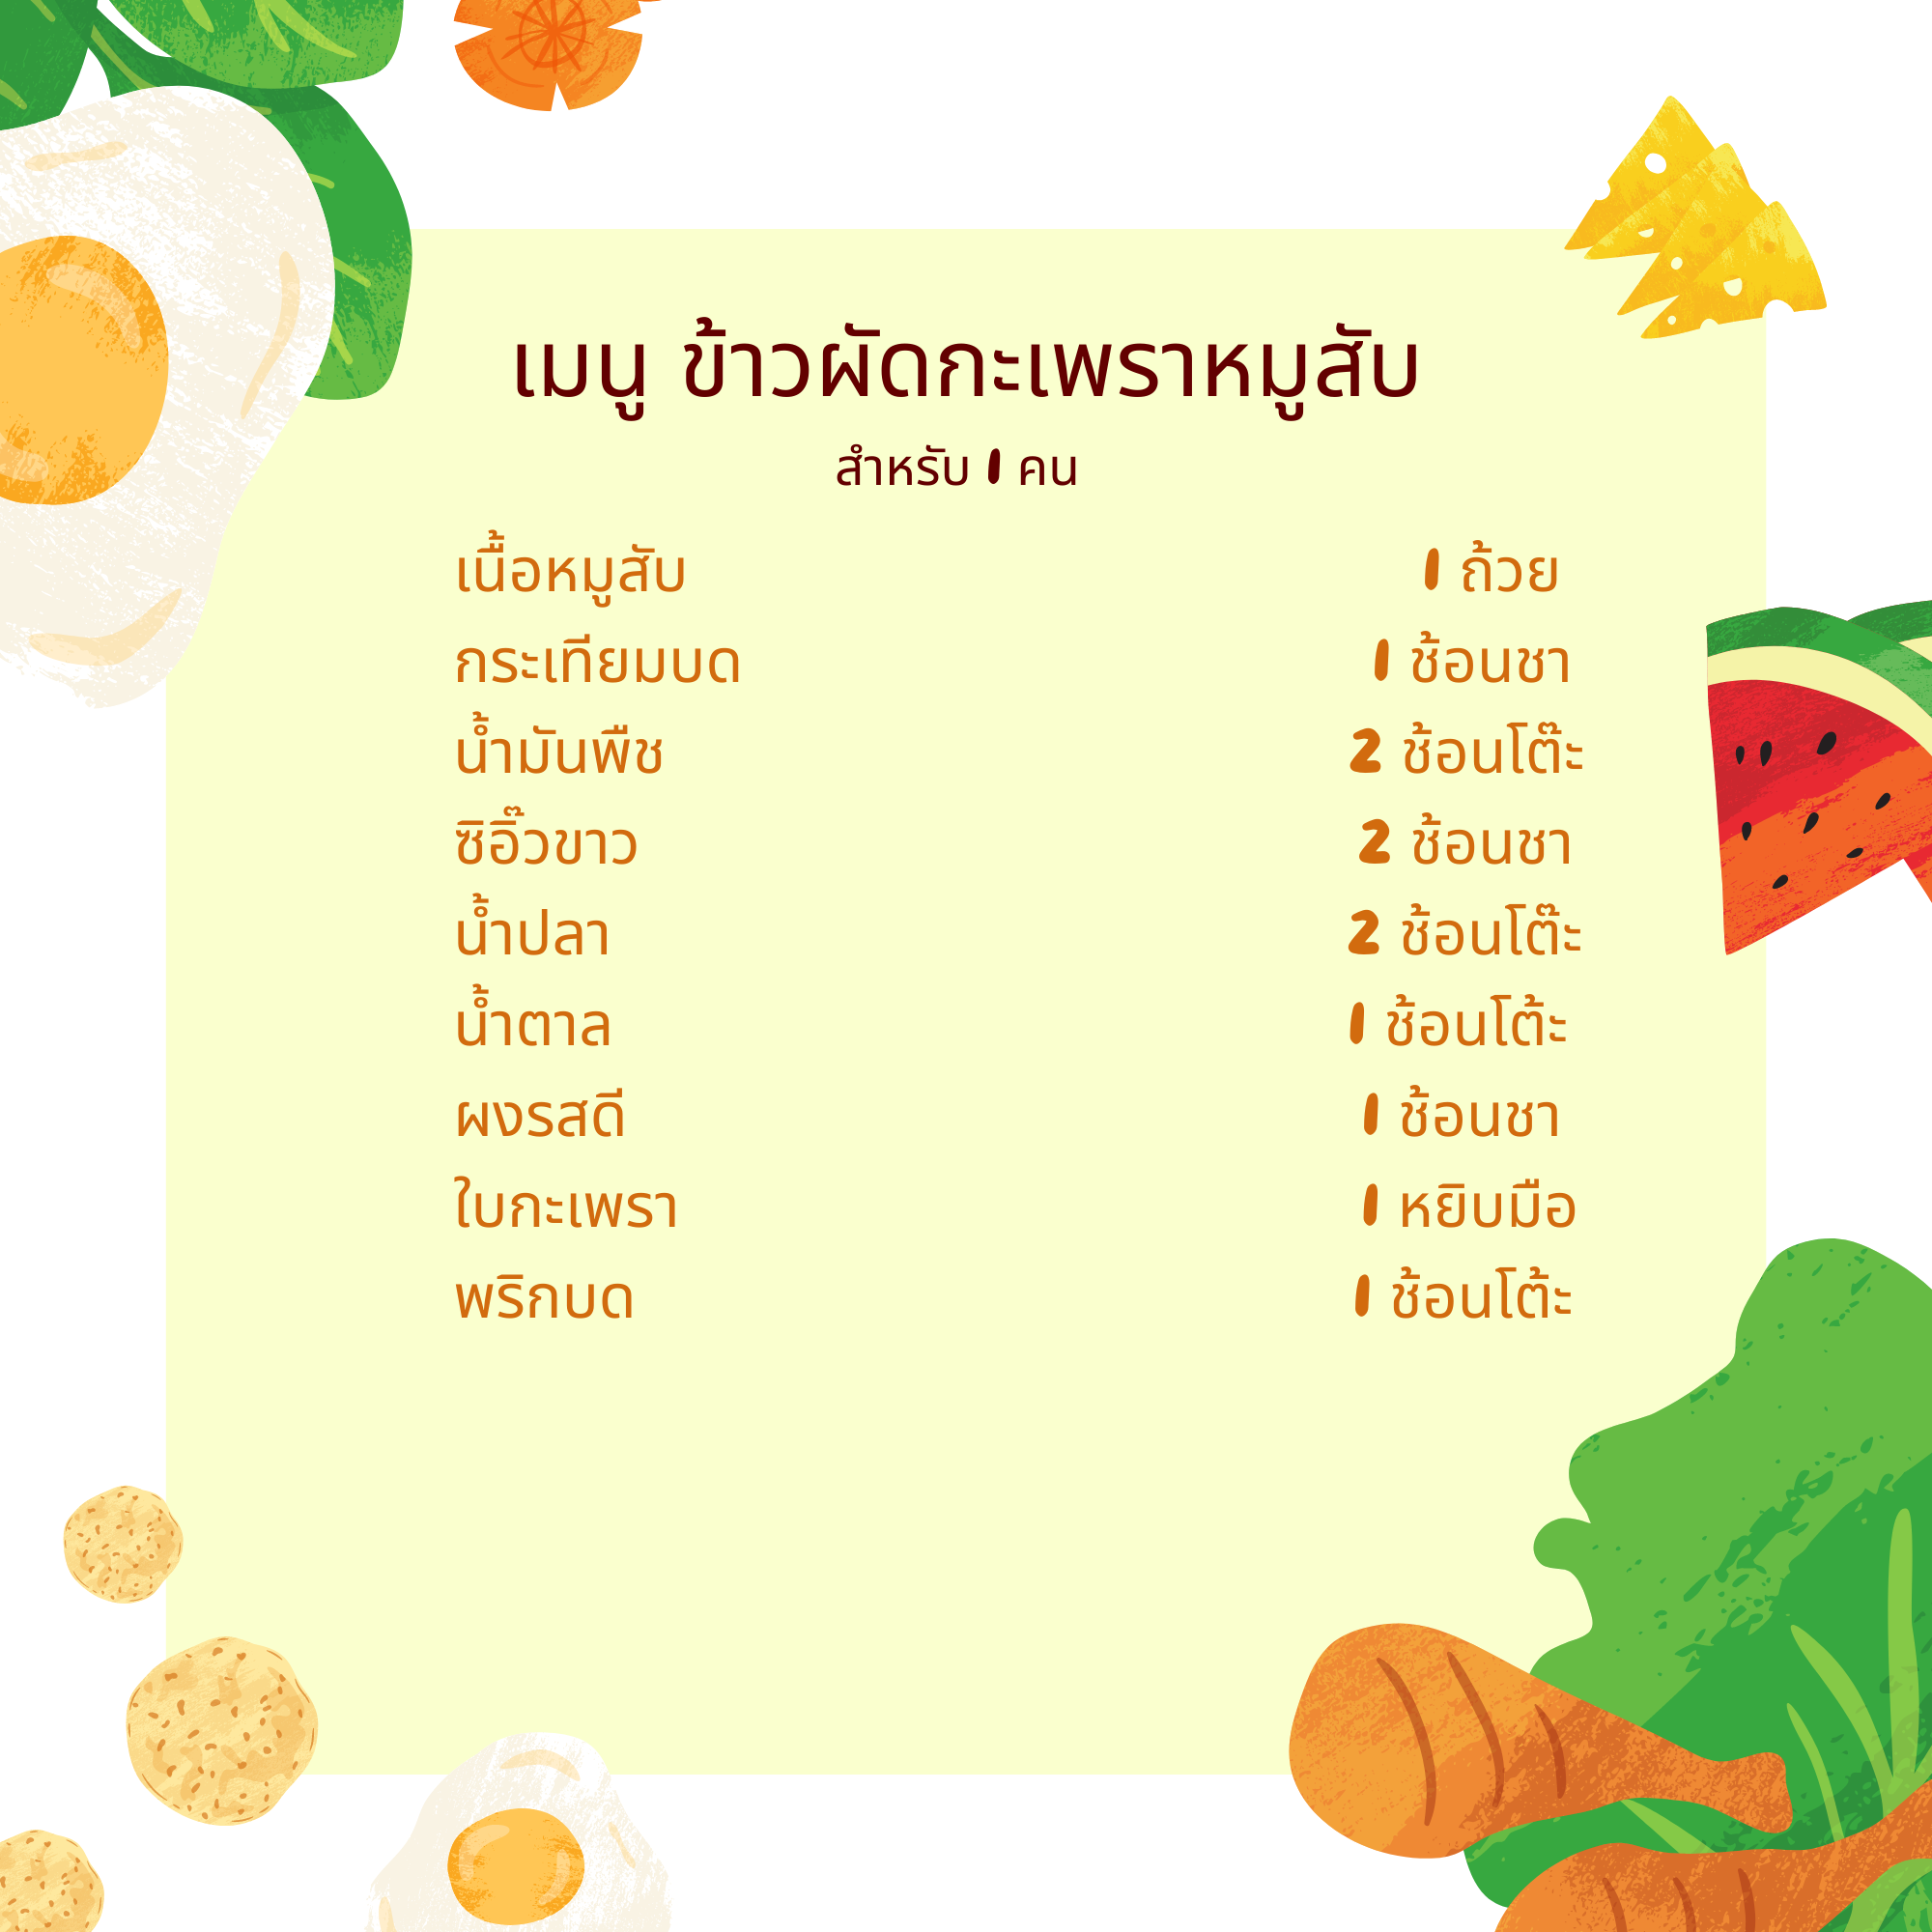 เมนู ข้าวผัดกะเพราหมูสับ
สำหรับ 1 คน
เนื้อหมูสับ 1 ถ้วย
กระเทียมบด 1 ช้อนชา
น้ำมันพืช 2 ช้อนโต๊ะ
ซิอิ๊วขาว 2 ช้อนชา
น้ำปลา 2 ช้อนโต๊ะ
น้ำตาล 1 ช้อนโต้ะ
ผงรสดี 1 ช้อนชา
ใบกะเพรา 1 หยิบมือ
พริกบด 1 ช้อนโต้ะ